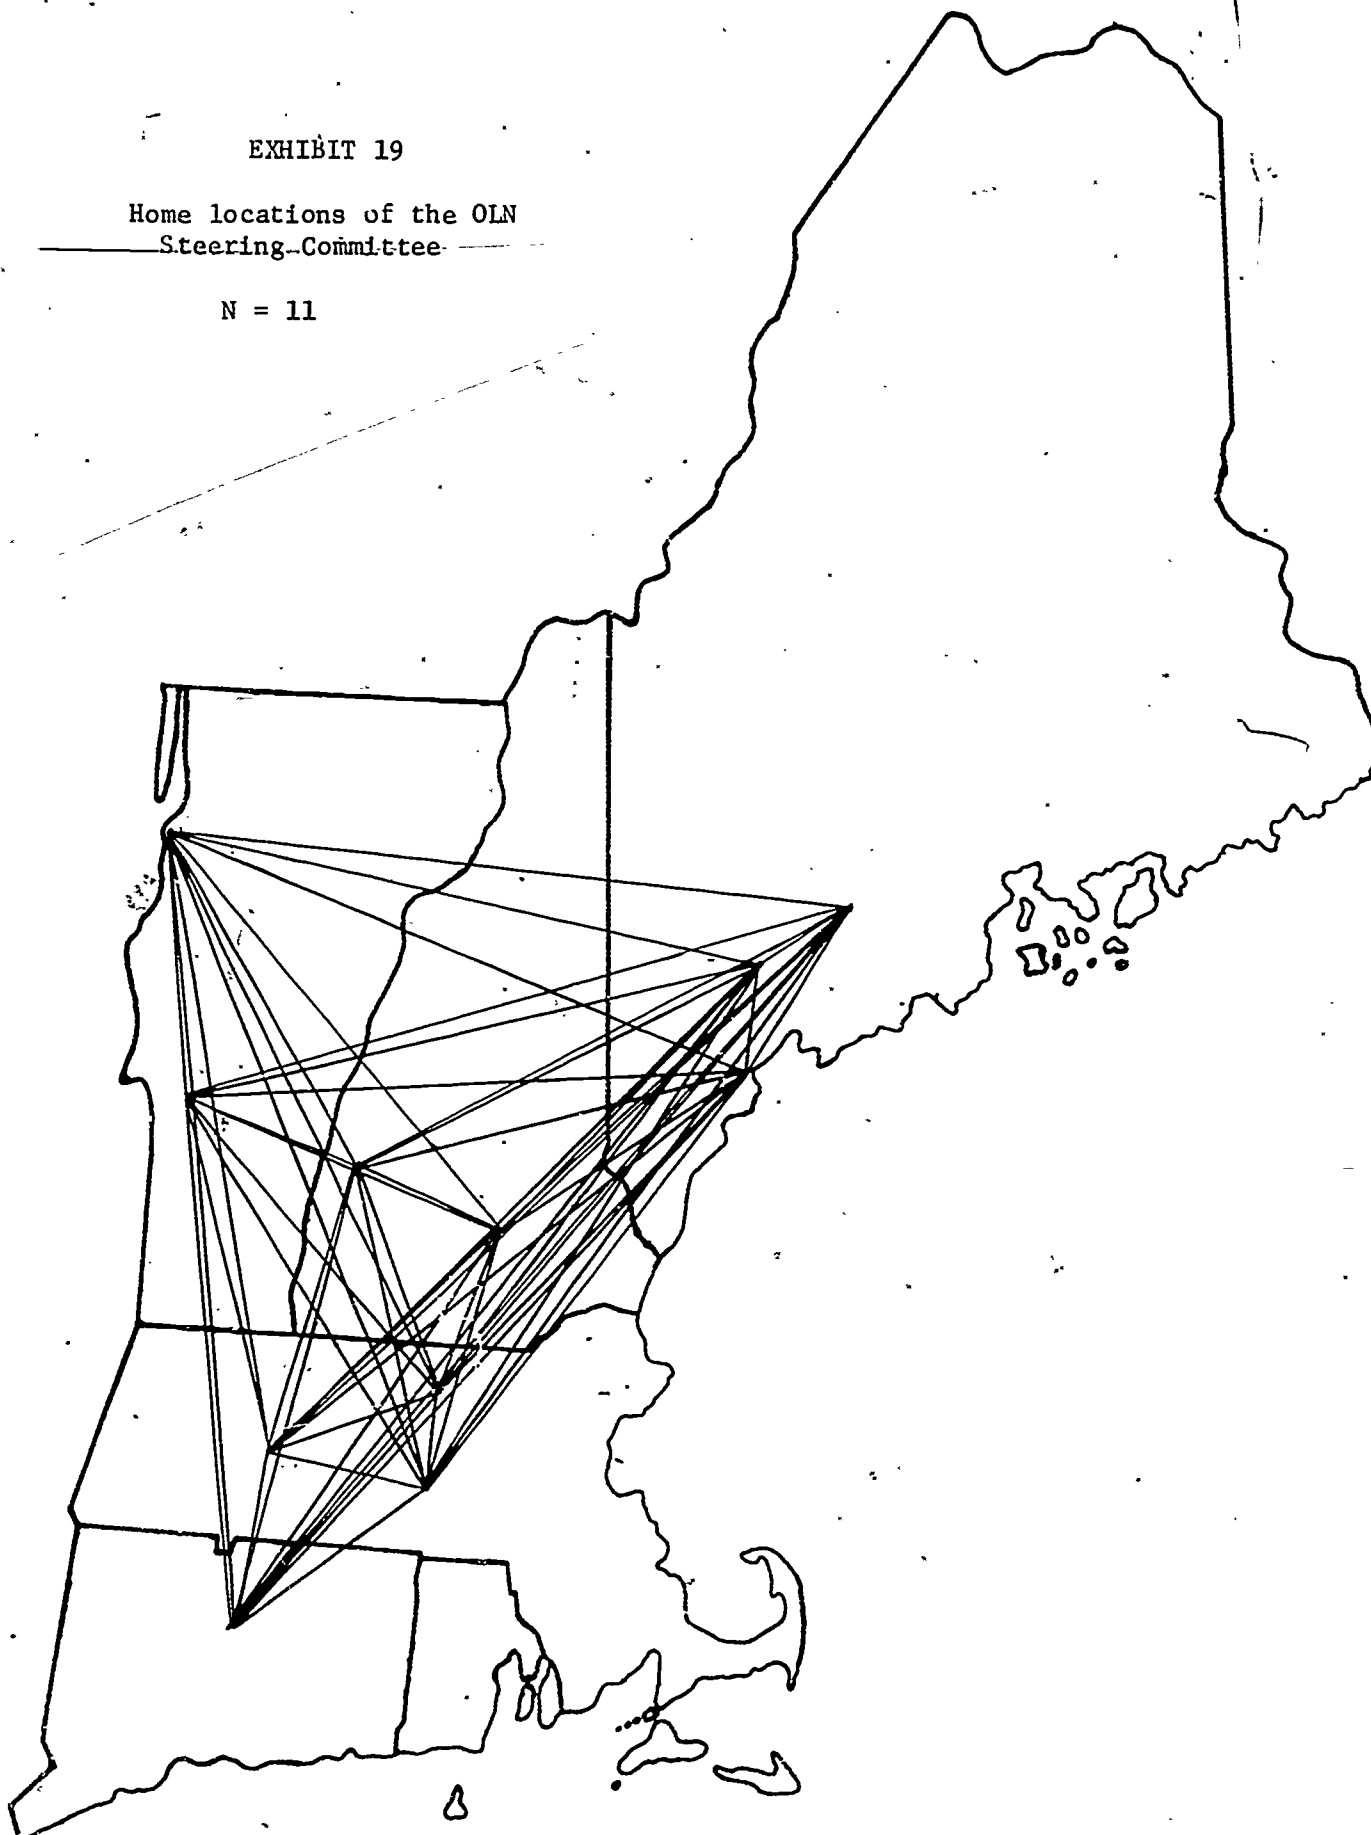 EXHIBIT 19
Home locations of the OLN
Steering Committee
N = 11